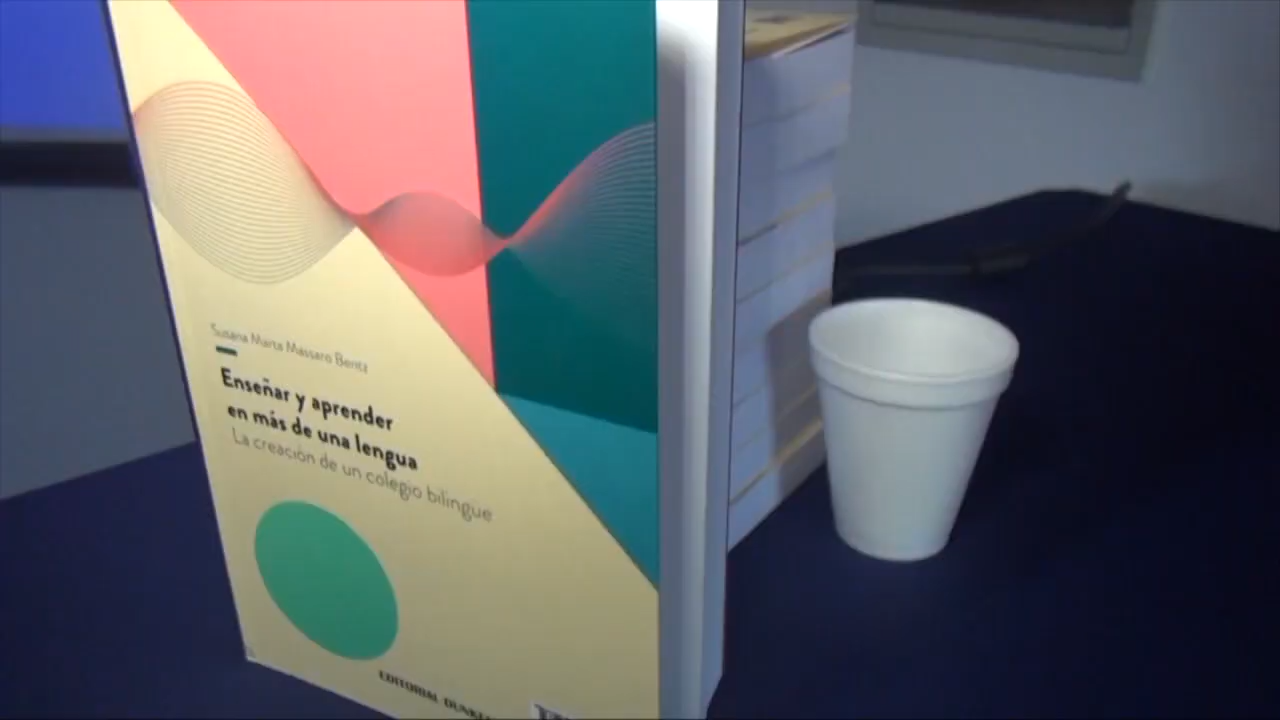 Susana Marta Massaro Bentz
Enseñar y aprender
en más de una lengua
La creación de un colegio bilingüe
EDITORIAL